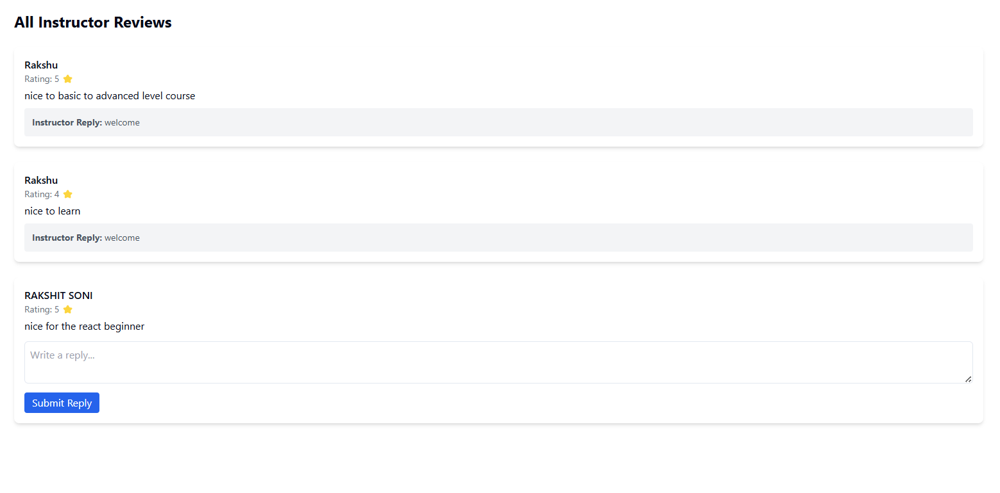 All Instructor Reviews
Rakshu
Rating: 5
nice to basic to advanced level course
Instructor Reply: welcome
Rakshu
Rating: 4
nice to learn
Instructor Reply: welcome
RAKSHIT SONI
Rating: 5
nice for the react beginner
Write a reply...
Submit Reply